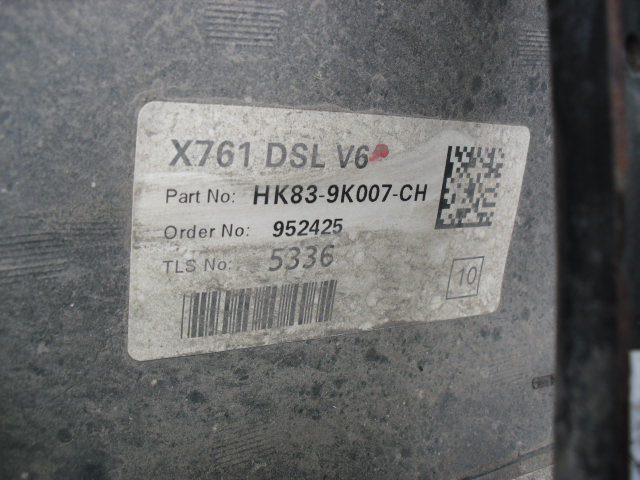 X761 DSL V6
Part No: HK83-9K007-CH
Order No: 952425
TLS No: 5336
10